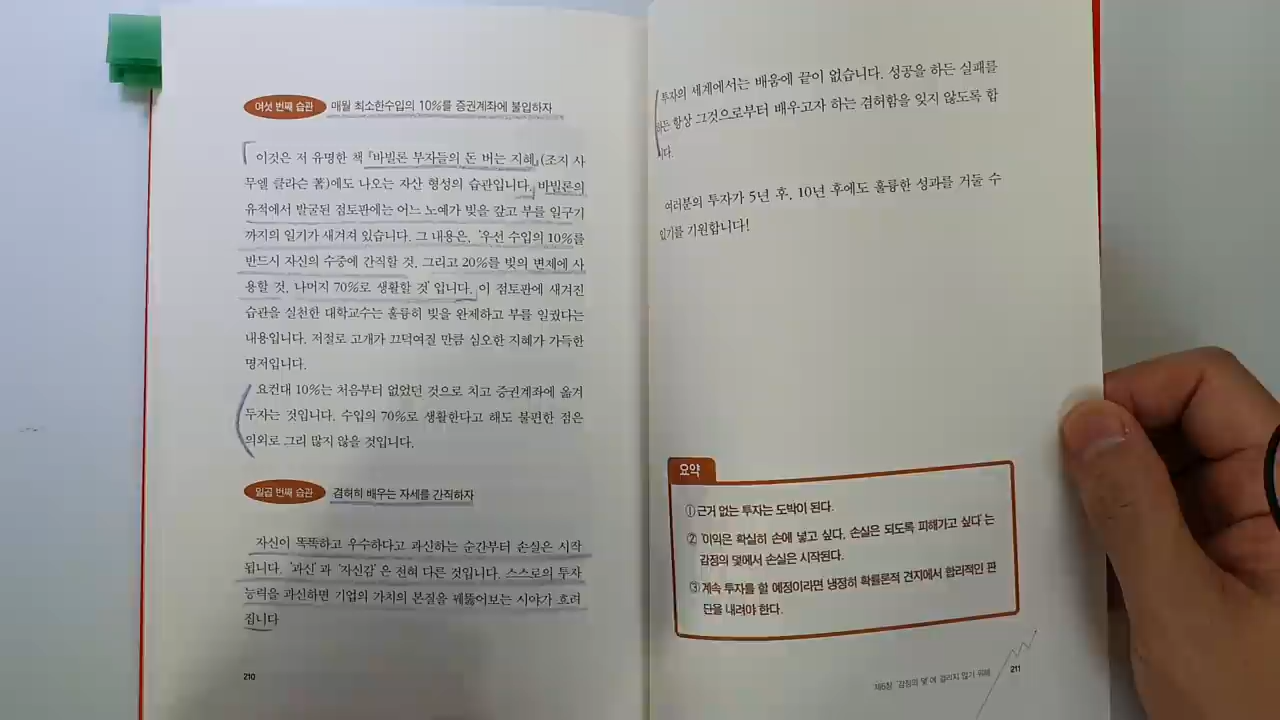 여섯 번째 습관 매월 최소한수입의 10%를 증권계좌에 불입하자
이것은 저 유명한 책 『바빌론 부자들의 돈 버는 지혜』(조지 사
무엘 클라슨 著)에도 나오는 자산 형성의 습관입니다. 바빌론의
유적에서 발굴된 점토판에는 어느 노예가 빚을 갚고 부를 일구기
까지의 일기가 새겨져 있습니다. 그 내용은, '우선 수입의 10%를
반드시 자신의 수중에 간직할 것, 그리고 20%를 빚의 변제에 사
용할 것, 나머지 70%로 생활할 것'입니다. 이 점토판에 새겨진
습관을 실천한 대학교수는 훌륭히 빚을 완제하고 부를 일궜다는
내용입니다. 저절로 고개가 끄덕여질 만큼 심오한 지혜가 가득한
명저입니다.
요컨대 10%는 처음부터 없었던 것으로 치고 증권계좌에 옮겨
두자는 것입니다. 수입의 70%로 생활한다고 해도 불편한 점은
의외로 그리 많지 않을 것입니다.
일곱 번째 습관 겸허히 배우는 자세를 간직하자
자신이 똑똑하고 우수하다고 과신하는 순간부터 손실은 시작
됩니다. '과신'과 '자신감'은 전혀 다른 것입니다. 스스로의 투자
능력을 과신하면 기업의 가치의 본질을 꿰뚫어보는 시야가 흐려
집니다
210
투자의 세계에서는 배움에 끝이 없습니다. 성공을 하든 실패를
하든 항상 그것으로부터 배우고자 하는 겸허함을 잊지 않도록 합
시다.
여러분의 투자가 5년 후, 10년 후에도 훌륭한 성과를 거둘 수
있기를 기원합니다!
요약
① 근거 없는 투자는 도박이 된다.
② '이익은 확실히 손에 넣고 싶다, 손실은 되도록 피해가고 싶다'는
감정의 덫에서 손실은 시작된다.
③ 계속 투자를 할 예정이라면 냉정히 확률론적 견지에서 합리적인 판
단을 내려야 한다.
제5장 '감정의 덫'에 걸리지 않기 위해 211